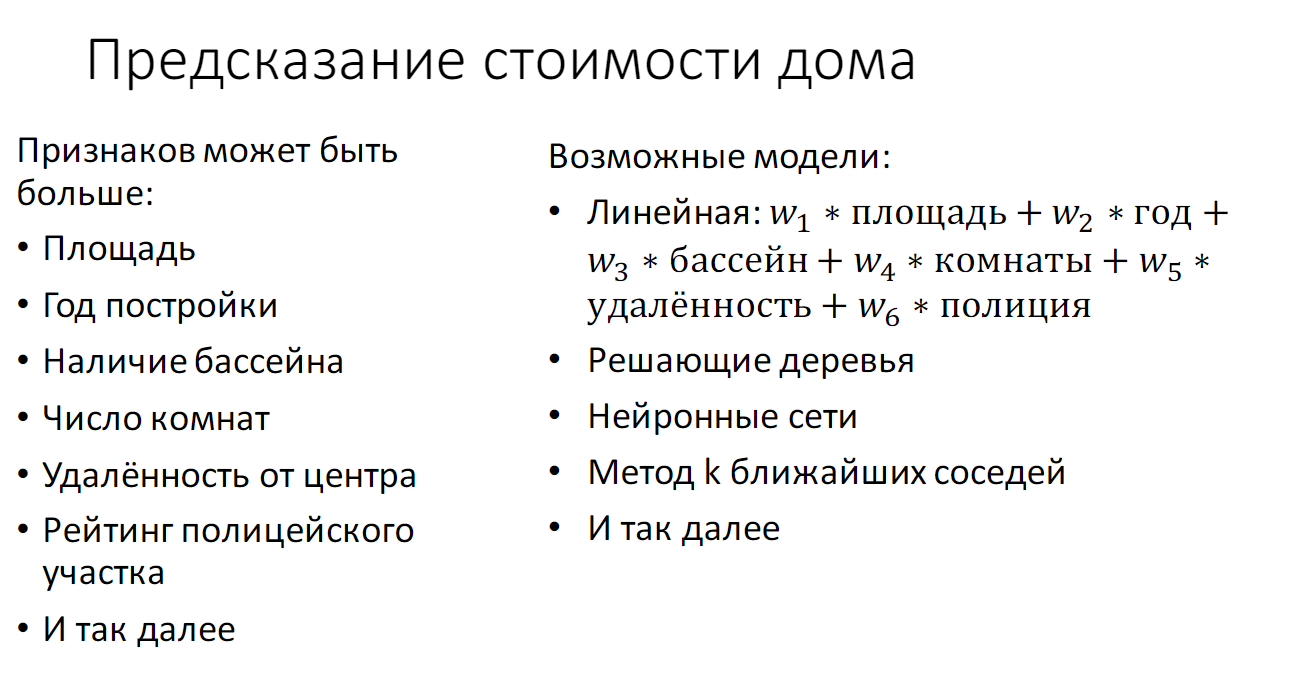 Предсказание стоимости дома
Признаков может быть
больше:
• Площадь
• Год постройки
• Наличие бассейна
• Число комнат
• Удалённость от центра
• Рейтинг полицейского
участка
• И так далее
Возможные модели:
• Линейная: w₁ ∗ площадь + w₂ ∗ год +
w₃ ∗ бассейн + w₄ ∗ комнаты + w₅ ∗
удалённость + w₆ ∗ полиция
• Решающие деревья
• Нейронные сети
• Метод k ближайших соседей
• И так далее